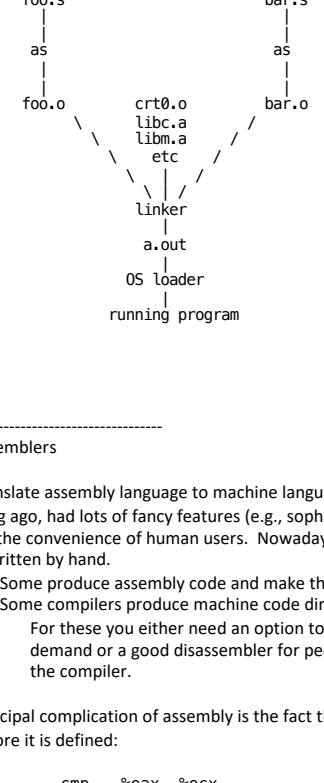 foo.s                          bar.s
|                              |
|                              |
as                             as
|                              |
|                              |
foo.o        crt0.o        bar.o
\        libc.a        /
\        libm.a        /
\        etc        /
\    |    /
\ | /
linker
|
a.out
|
OS loader
|
running program
------------------------------
emblers
nslate assembly language to machine langu
g ago, had lots of fancy features (e.g., soph
the convenience of human users.  Nowaday
ritten by hand.
Some produce assembly code and make th
Some compilers produce machine code dir
For these you either need an option to
demand or a good disassembler for pe
the compiler.
cipal complication of assembly is the fact th
ore it is defined:
cmp    %eax, %ecx